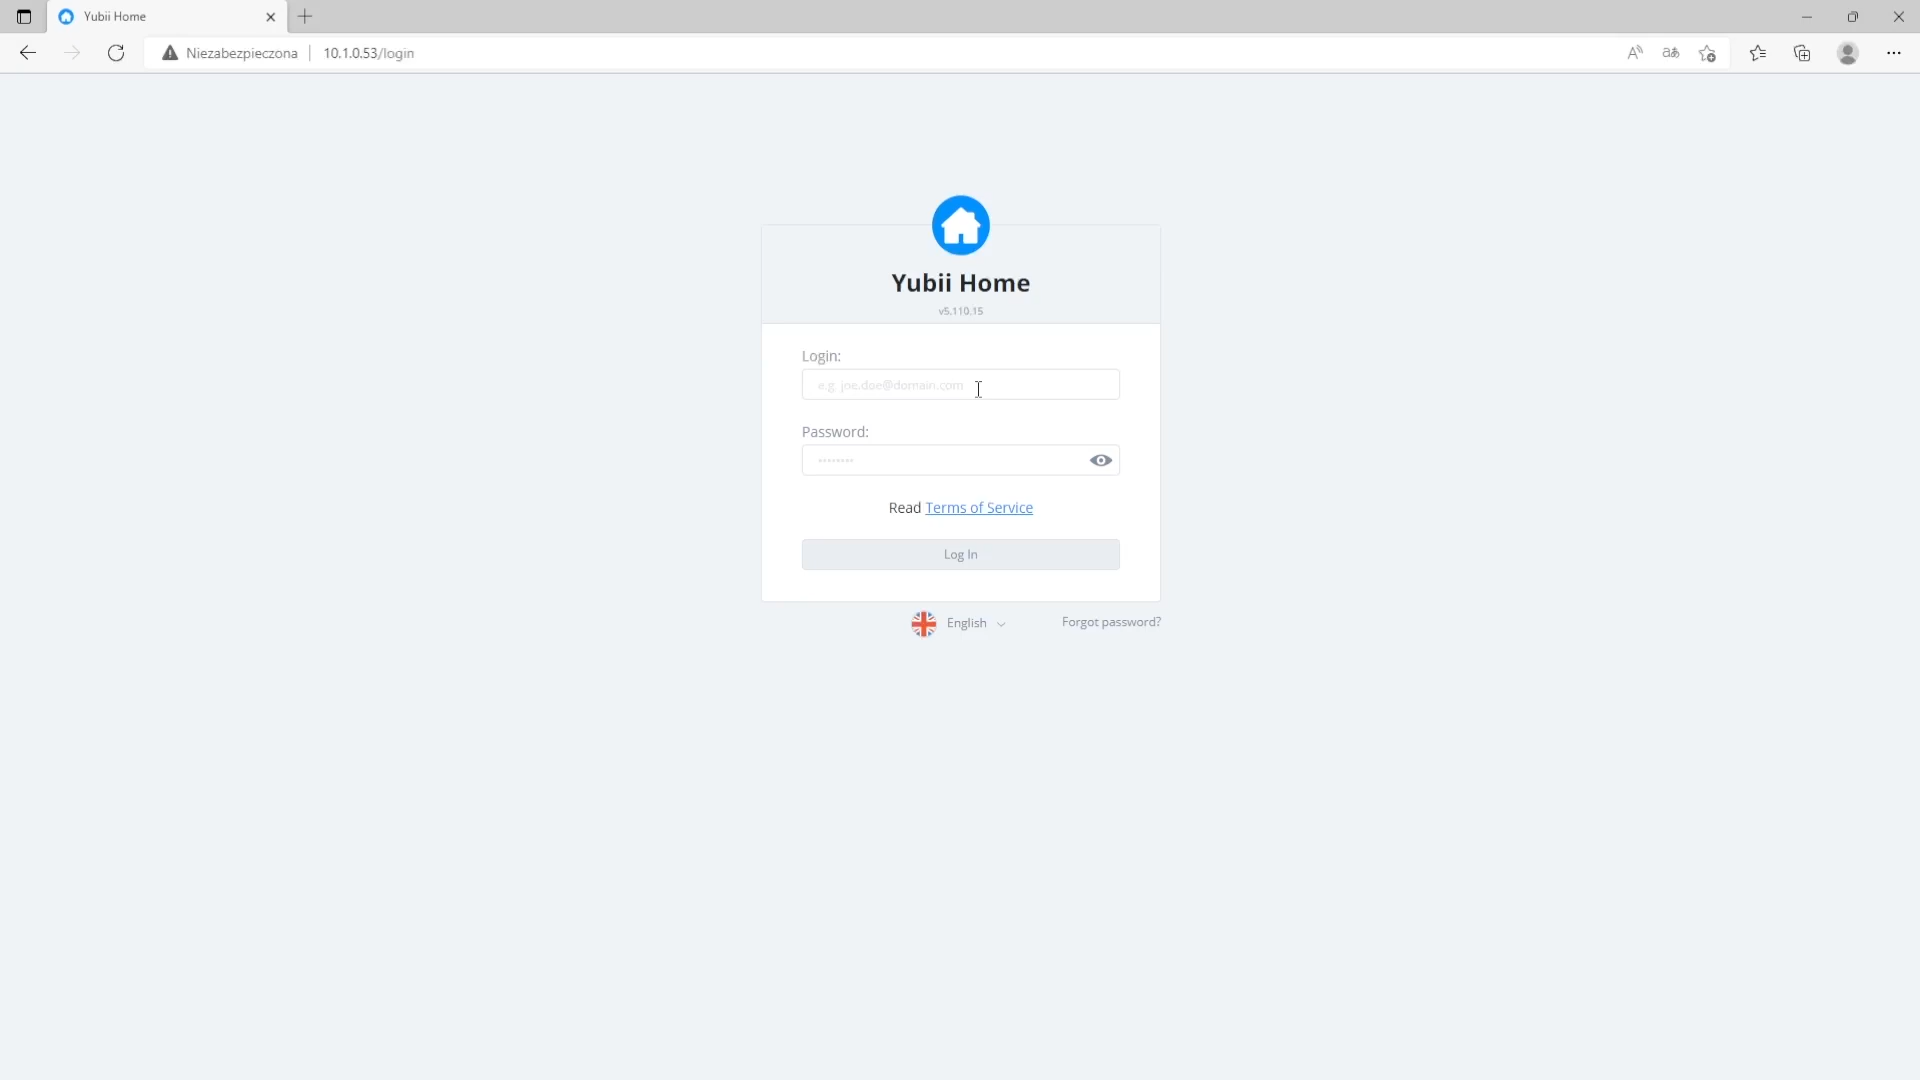 Yubii Home
Niezabezpieczona 10.1.0.53/login
Yubii Home
v5.110.15
Login:
e.g. joe.doe@domain.com
Password:
Read Terms of Service
Log In
English
Forgot password?